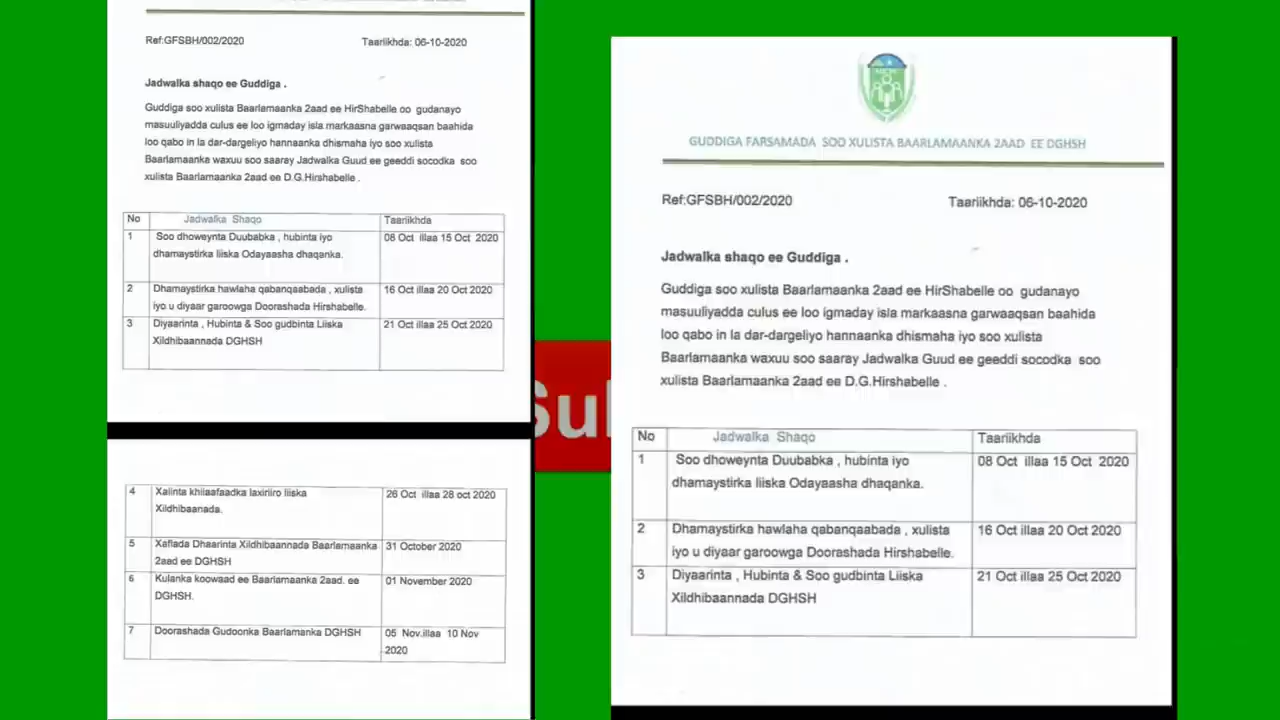 Ref:GFSBH/002/2020 Taariikhda: 06-10-2020
Jadwalka shaqo ee Guddiga .
Guddiga soo xulista Baarlamaanka 2aad ee HirShabelle oo gudanayo
masuuliyadda culus ee loo igmaday isla markaasna garwaaqsan baahida
loo qabo in la dar-dargeliyo hannaanka dhismaha iyo soo xulista
Baarlamaanka waxuu soo saaray Jadwalka Guud ee geeddi socodka soo
xulista Baarlamaanka 2aad ee D.G.Hirshabelle .
No Jadwalka Shaqo Taariikhda
1 Soo dhoweynta Duubabka , hubinta iyo 08 Oct illaa 15 Oct 2020
dhamaystirka liiska Odayaasha dhaqanka.
2 Dhamaystirka hawlaha qabanqaabada , xulista 16 Oct illaa 20 Oct 2020
iyo u diyaar garoowga Doorashada Hirshabelle.
3 Diyaarinta , Hubinta & Soo gudbinta Liiska 21 Oct illaa 25 Oct 2020
Xildhibaannada DGHSH
4 Xalinta khilaafaadka laxiriiro liiska 26 Oct illaa 28 oct 2020
Xildhibaanada.
5 Xaflada Dhaarinta Xildhibaannada Baarlamaanka 31 October 2020
2aad ee DGHSH
6 Kulanka koowaad ee Baarlamaanka 2aad. ee 01 November 2020
DGHSH.
7 Doorashada Gudoonka Baarlamanka DGHSH 05 Nov.illaa 10 Nov
2020
Sul
GUDDIGA FARSAMADA SOO XULISTA BAARLAMAANKA 2AAD EE DGHSH
Ref:GFSBH/002/2020 Taariikhda: 06-10-2020
Jadwalka shaqo ee Guddiga .
Guddiga soo xulista Baarlamaanka 2aad ee HirShabelle oo gudanayo
masuuliyadda culus ee loo igmaday isla markaasna garwaaqsan baahida
loo qabo in la dar-dargeliyo hannaanka dhismaha iyo soo xulista
Baarlamaanka waxuu soo saaray Jadwalka Guud ee geeddi socodka soo
xulista Baarlamaanka 2aad ee D.G.Hirshabelle .
No Jadwalka Shaqo Taariikhda
1 Soo dhoweynta Duubabka , hubinta iyo 08 Oct illaa 15 Oct 2020
dhamaystirka liiska Odayaasha dhaqanka.
2 Dhamaystirka hawlaha qabanqaabada , xulista 16 Oct illaa 20 Oct 2020
iyo u diyaar garoowga Doorashada Hirshabelle.
3 Diyaarinta , Hubinta & Soo gudbinta Liiska 21 Oct illaa 25 Oct 2020
Xildhibaannada DGHSH